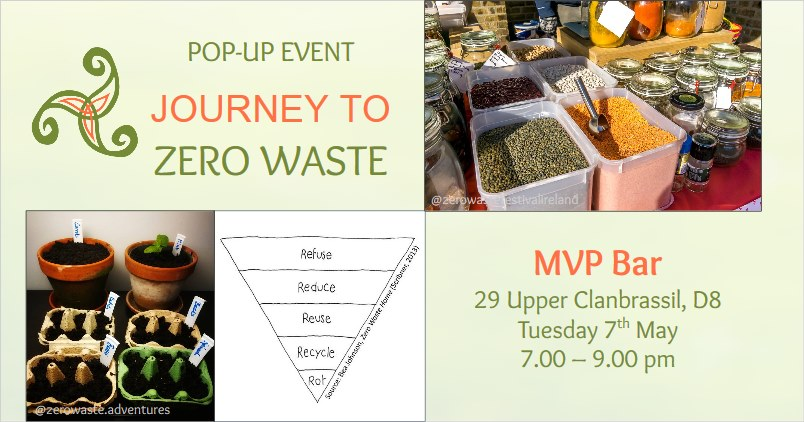 POP-UP EVENT
JOURNEY TO
ZERO WASTE
@zerowastefestivalireland
Refuse
Reduce
Reuse
Recycle
Rot
Source: Bea Johnson, Zero Waste Home (Scribner, 2013)
@zerowaste.adventures
MVP Bar
29 Upper Clanbrassil, D8
Tuesday 7th May
7.00 – 9.00 pm